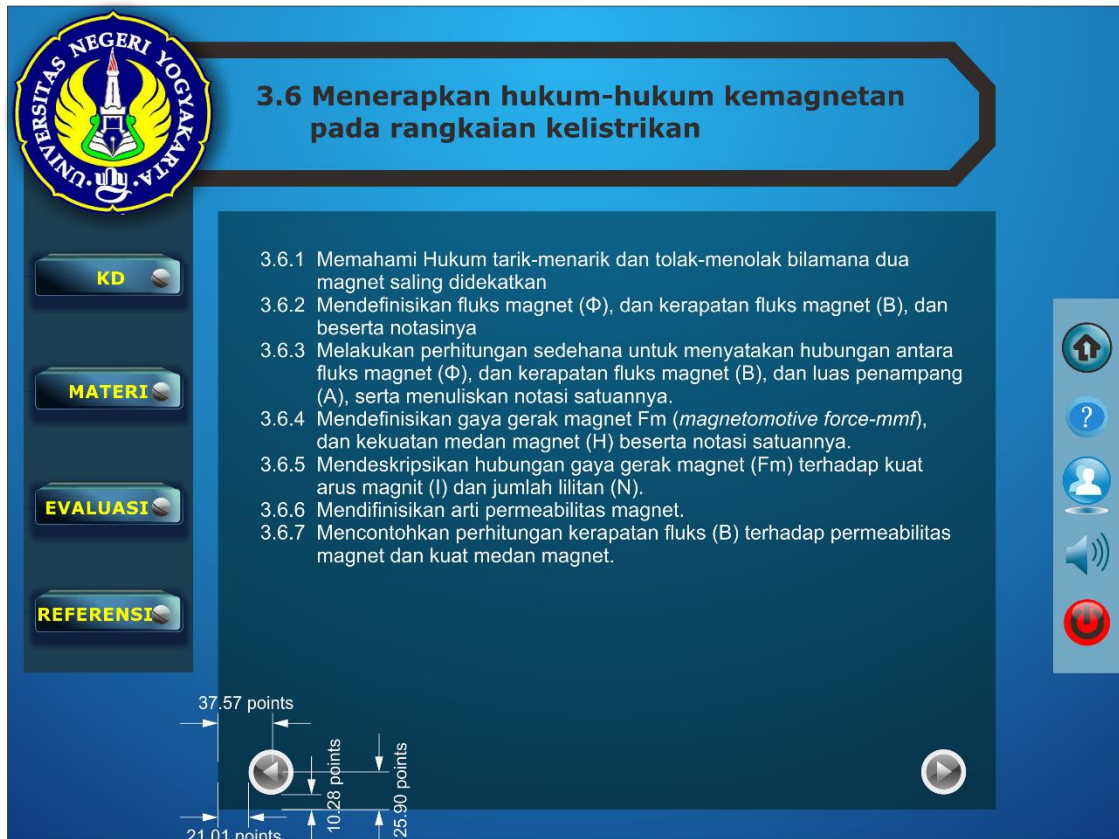 UNIVERSITAS NEGERI YOGYAKARTA
uny
3.6 Menerapkan hukum-hukum kemagnetan
pada rangkaian kelistrikan
KD
MATERI
EVALUASI
REFERENSI
3.6.1 Memahami Hukum tarik-menarik dan tolak-menolak bilamana dua
magnet saling didekatkan
3.6.2 Mendefinisikan fluks magnet (Φ), dan kerapatan fluks magnet (B), dan
beserta notasinya
3.6.3 Melakukan perhitungan sedehana untuk menyatakan hubungan antara
fluks magnet (Φ), dan kerapatan fluks magnet (B), dan luas penampang
(A), serta menuliskan notasi satuannya.
3.6.4 Mendefinisikan gaya gerak magnet Fm (magnetomotive force-mmf),
dan kekuatan medan magnet (H) beserta notasi satuannya.
3.6.5 Mendeskripsikan hubungan gaya gerak magnet (Fm) terhadap kuat
arus magnit (I) dan jumlah lilitan (N).
3.6.6 Mendifinisikan arti permeabilitas magnet.
3.6.7 Mencontohkan perhitungan kerapatan fluks (B) terhadap permeabilitas
magnet dan kuat medan magnet.
?
37.57 points
10.28 points
25.90 points
21.01 points